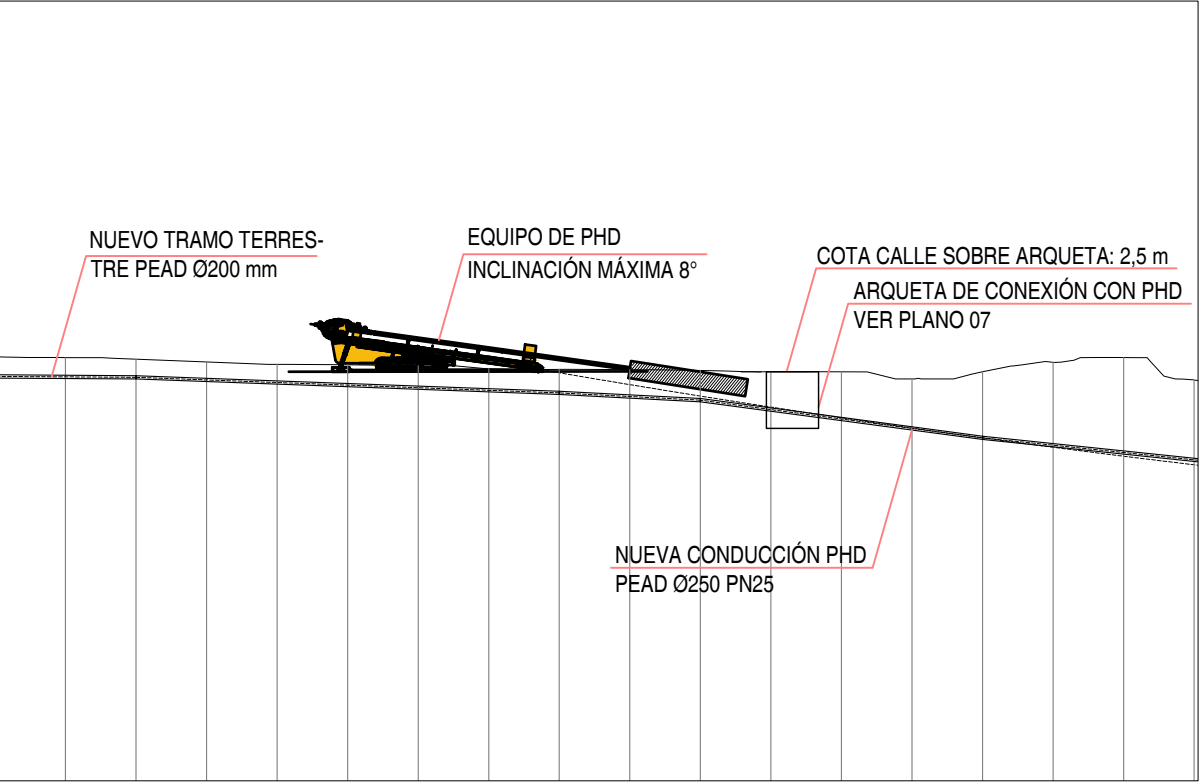 NUEVO TRAMO TERRES-
TRE PEAD Ø200 mm
EQUIPO DE PHD
INCLINACIÓN MÁXIMA 8°
COTA CALLE SOBRE ARQUETA: 2,5 m
ARQUETA DE CONEXIÓN CON PHD
VER PLANO 07
NUEVA CONDUCCIÓN PHD
PEAD Ø250 PN25